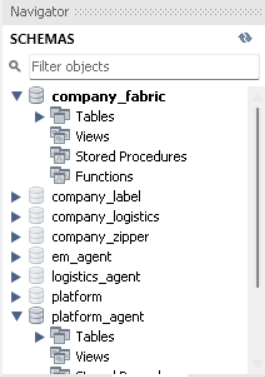 Navigator
SCHEMAS
Filter objects
company_fabric
Tables
Views
Stored Procedures
Functions
company_label
company_logistics
company_zipper
em_agent
logistics_agent
platform
platform_agent
Tables
Views